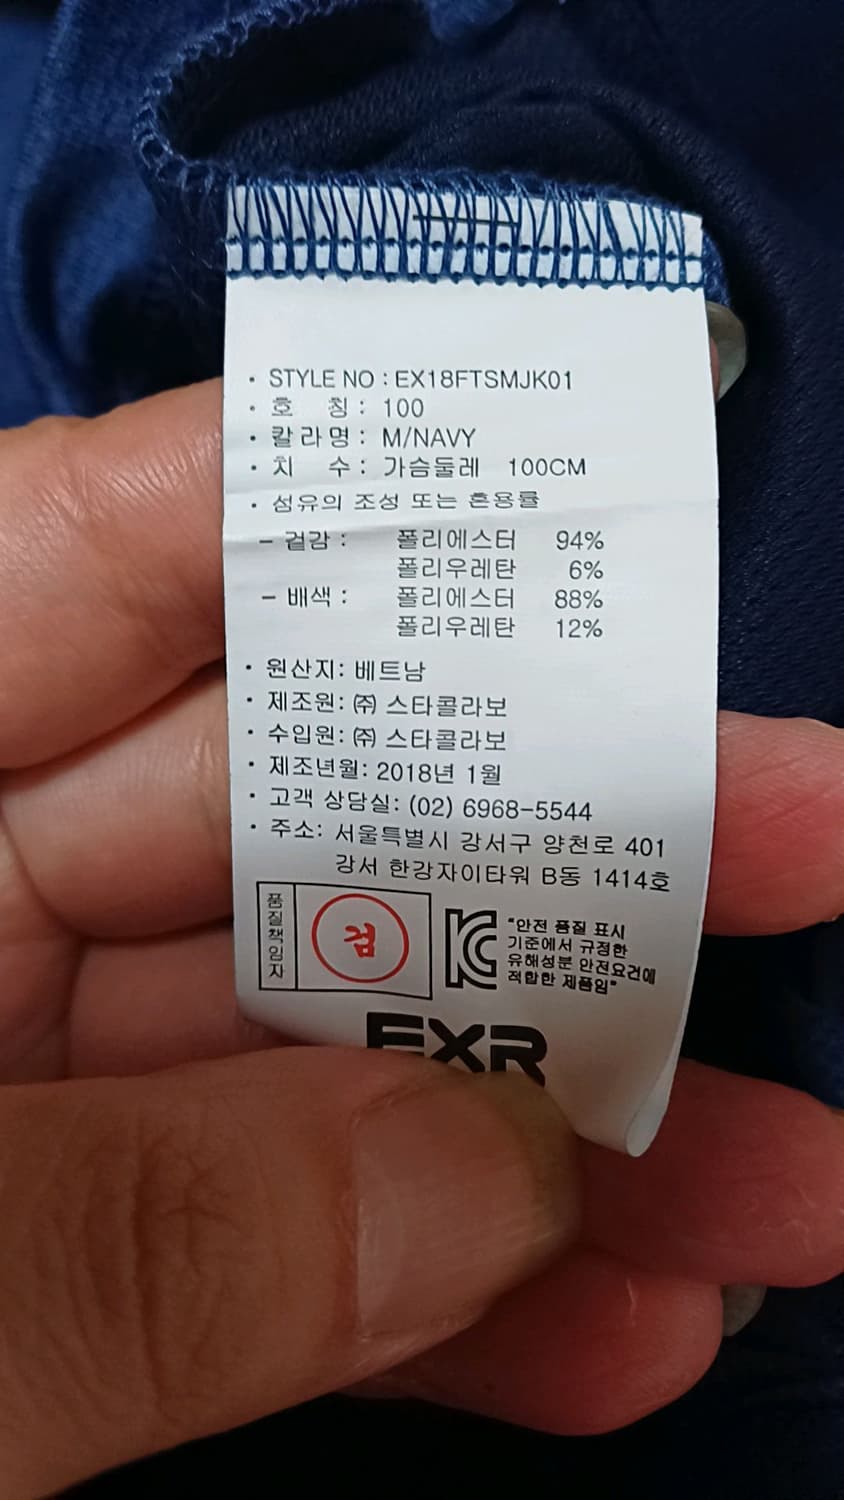 · STYLE NO : EX18FTSMJK01
· 호 칭 : 100
· 칼라명 : M/NAVY
· 치 수 : 가슴둘레 100CM
· 섬유의 조성 또는 혼용률
- 겉감 : 폴리에스터 94%
폴리우레탄 6%
- 배색 : 폴리에스터 88%
폴리우레탄 12%
· 원산지: 베트남
· 제조원: ㈜ 스타콜라보
· 수입원: ㈜ 스타콜라보
· 제조년월: 2018년 1월
· 고객 상담실: (02) 6968-5544
· 주소: 서울특별시 강서구 양천로 401
강서 한강자이타워 B동 1414호
품질책임자
검
KC
"안전 품질 표시
기준에서 규정한
유해성분 안전요건에
적합한 제품임"
EXR